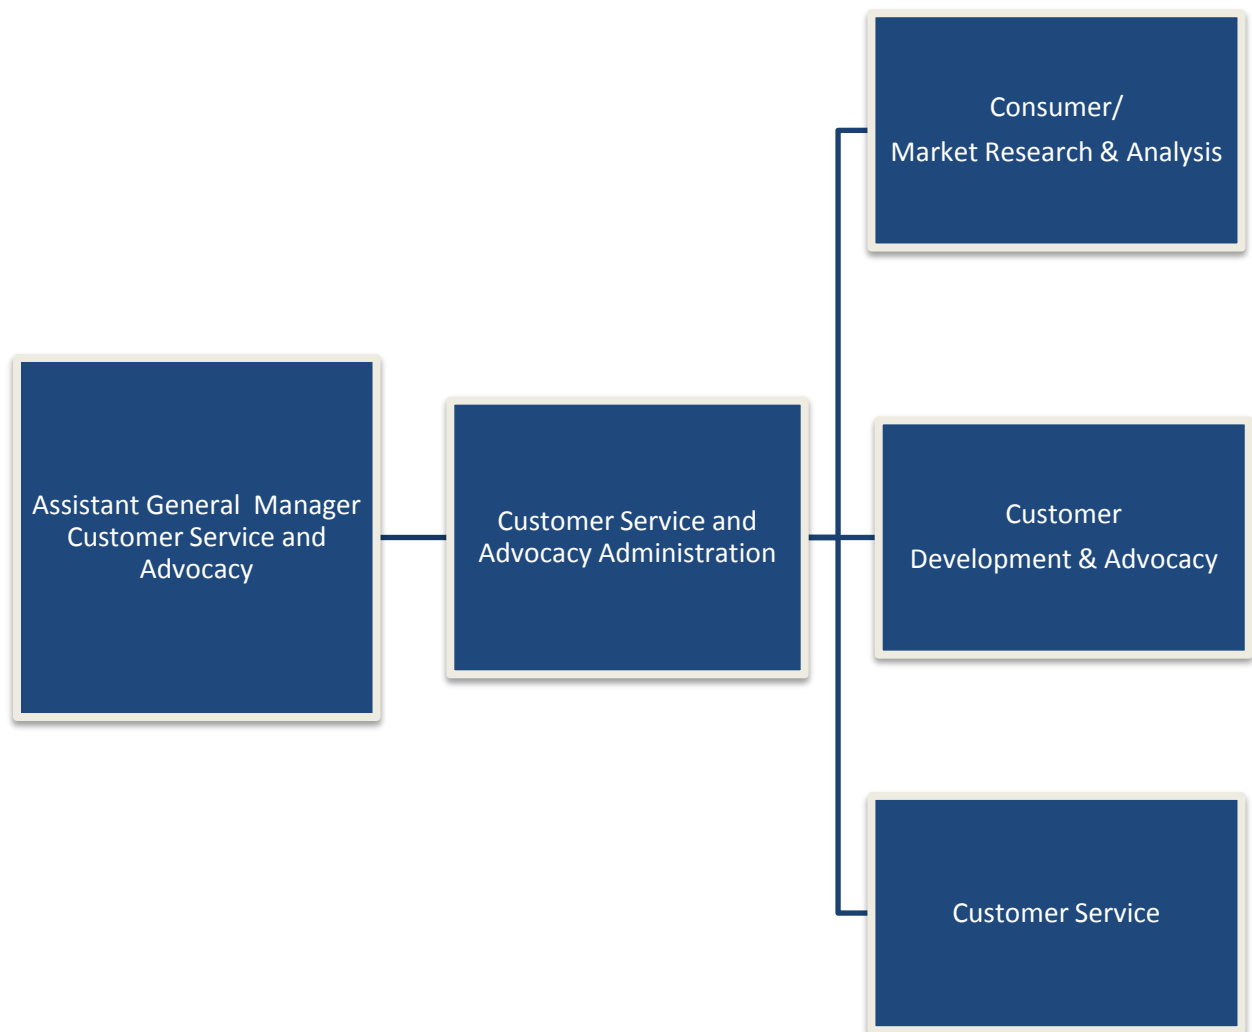 Consumer/
Market Research & Analysis
Assistant General  Manager
Customer Service and
Advocacy
Customer Service and
Advocacy Administration
Customer
Development & Advocacy
Customer Service